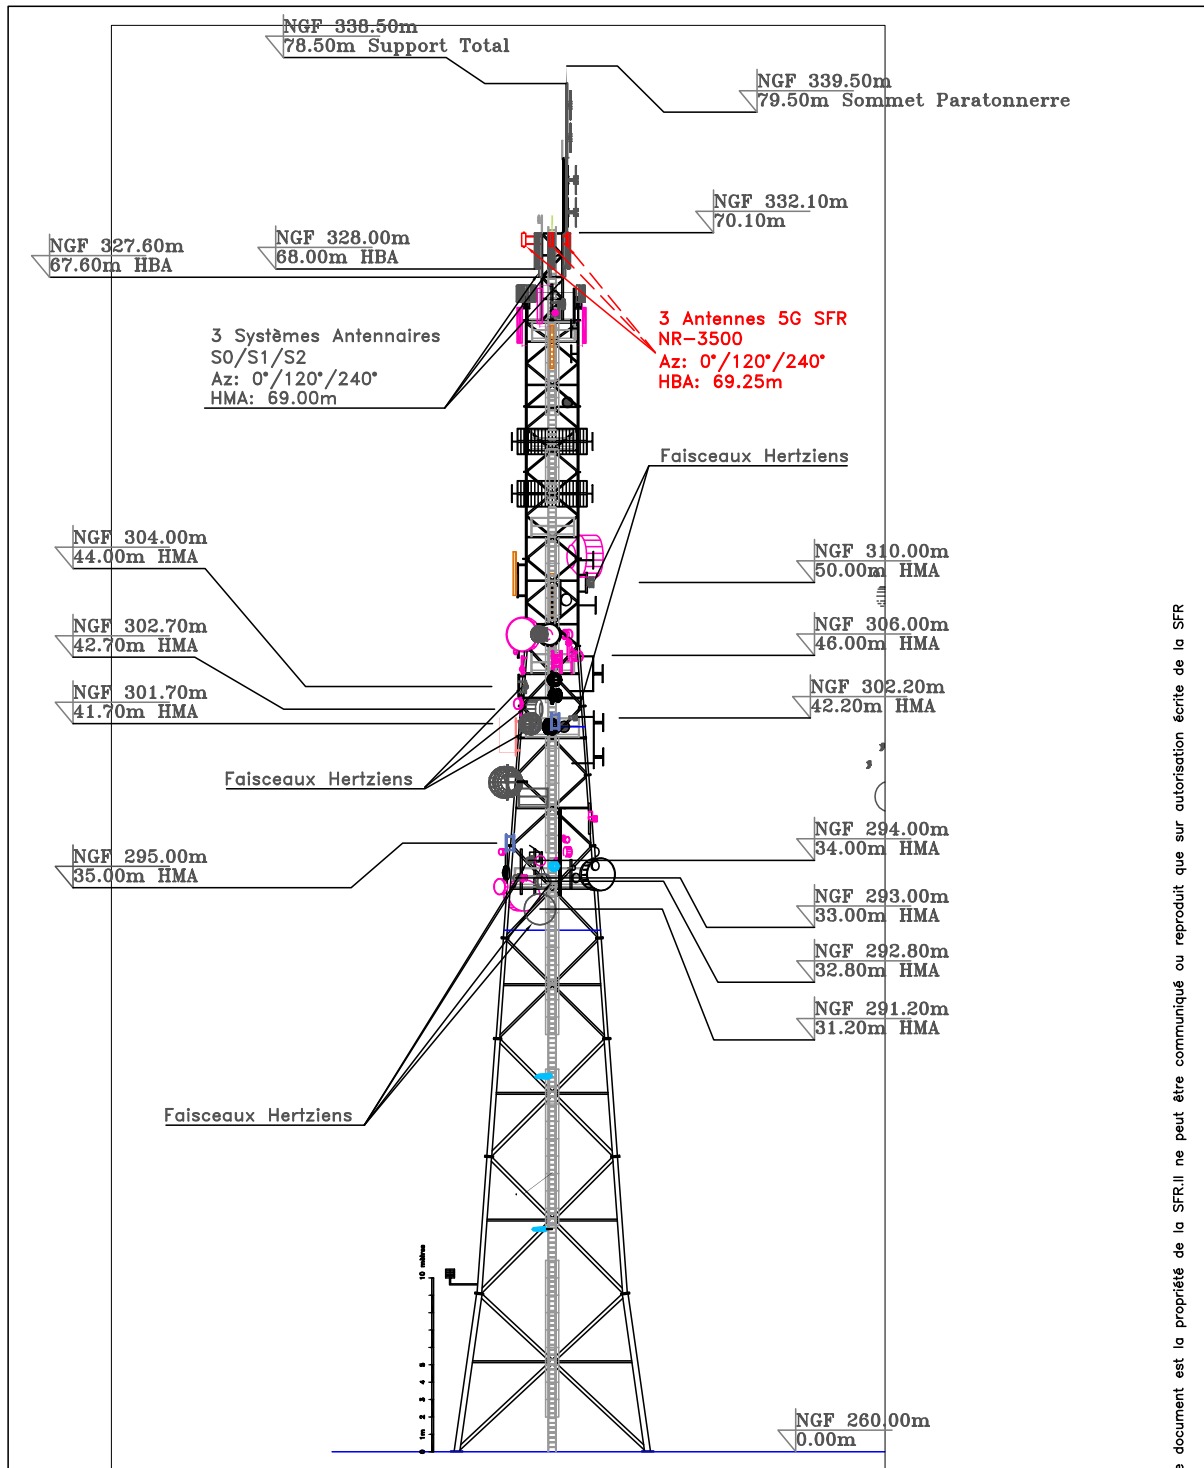 NGF 338.50m
78.50m Support Total
NGF 339.50m
79.50m Sommet Paratonnerre
NGF 332.10m
70.10m
NGF 328.00m
68.00m HBA
NGF 327.60m
67.60m HBA
3 Systèmes Antennaires
S0/S1/S2
Az: 0°/120°/240°
HMA: 69.00m
3 Antennes 5G SFR
NR-3500
Az: 0°/120°/240°
HBA: 69.25m
Faisceaux Hertziens
NGF 304.00m
44.00m HMA
NGF 310.00m
50.00m HMA
NGF 302.70m
42.70m HMA
NGF 306.00m
46.00m HMA
NGF 301.70m
41.70m HMA
NGF 302.20m
42.20m HMA
Faisceaux Hertziens
NGF 295.00m
35.00m HMA
NGF 294.00m
34.00m HMA
NGF 293.00m
33.00m HMA
NGF 292.80m
32.80m HMA
NGF 291.20m
31.20m HMA
Faisceaux Hertziens
10 mètres
5
4
3
2
1m
0
NGF 260.00m
0.00m
e document est la propriété de la SFR.Il ne peut être communiqué ou reproduit que sur autorisation écrite de la SFR